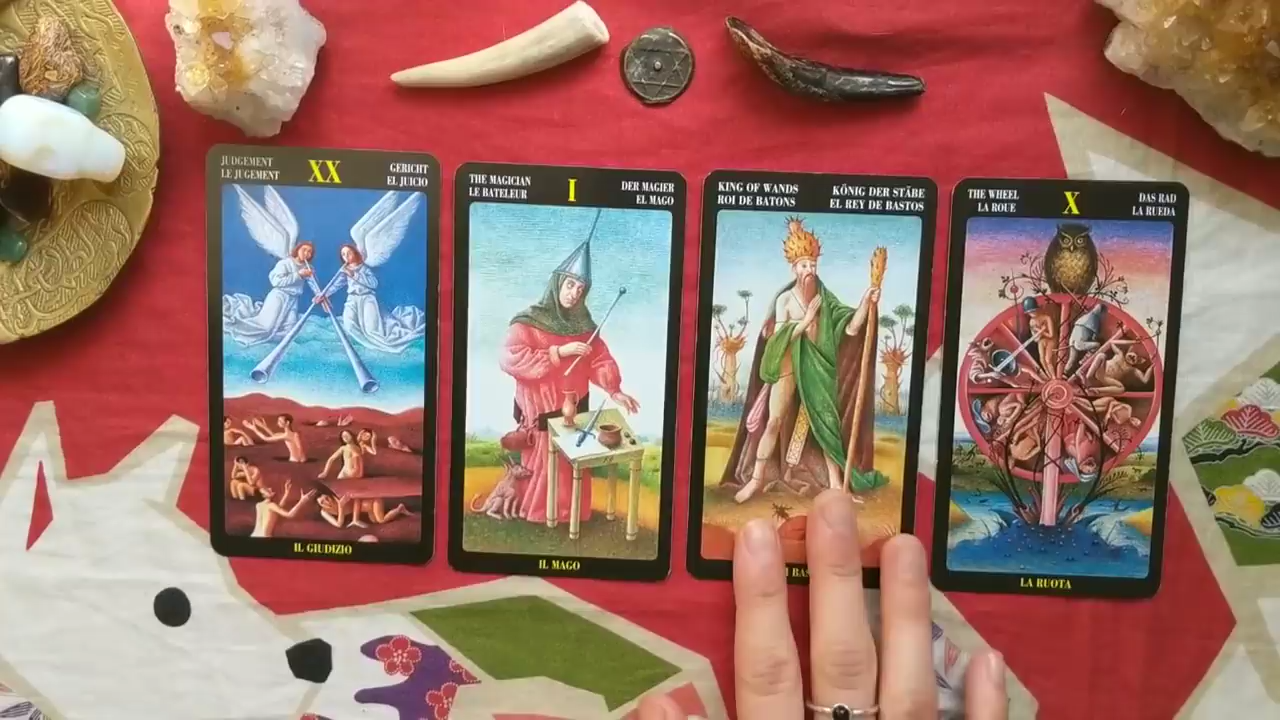 JUDGEMENT
LE JUGEMENT
XX
GERICHT
EL JUICIO
IL GIUDIZIO
THE MAGICIAN
LE BATELEUR
I
DER MAGIER
EL MAGO
IL MAGO
KING OF WANDS
ROI DE BATONS
KÖNIG DER STÄBE
EL REY DE BASTOS
THE WHEEL
LA ROUE
X
DAS RAD
LA RUEDA
LA RUOTA